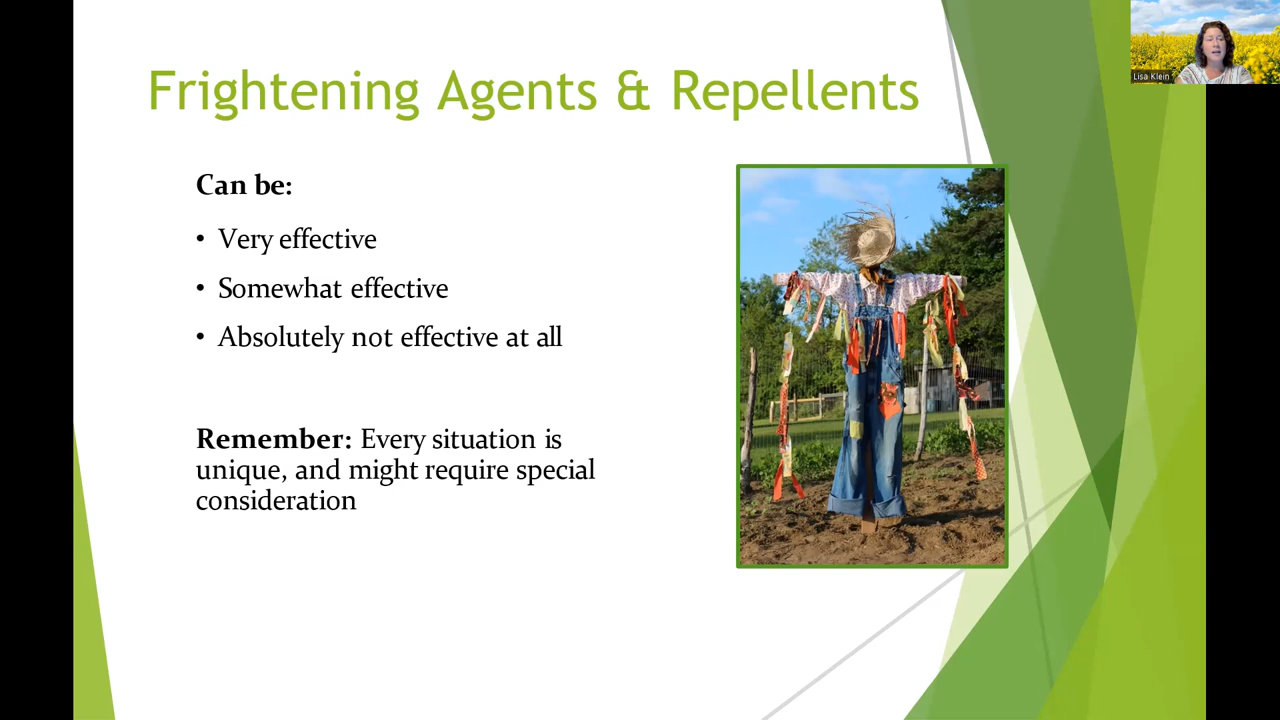 Frightening Agents & Repellents
Lisa Klein
Can be:
• Very effective
• Somewhat effective
• Absolutely not effective at all
Remember: Every situation is
unique, and might require special
consideration